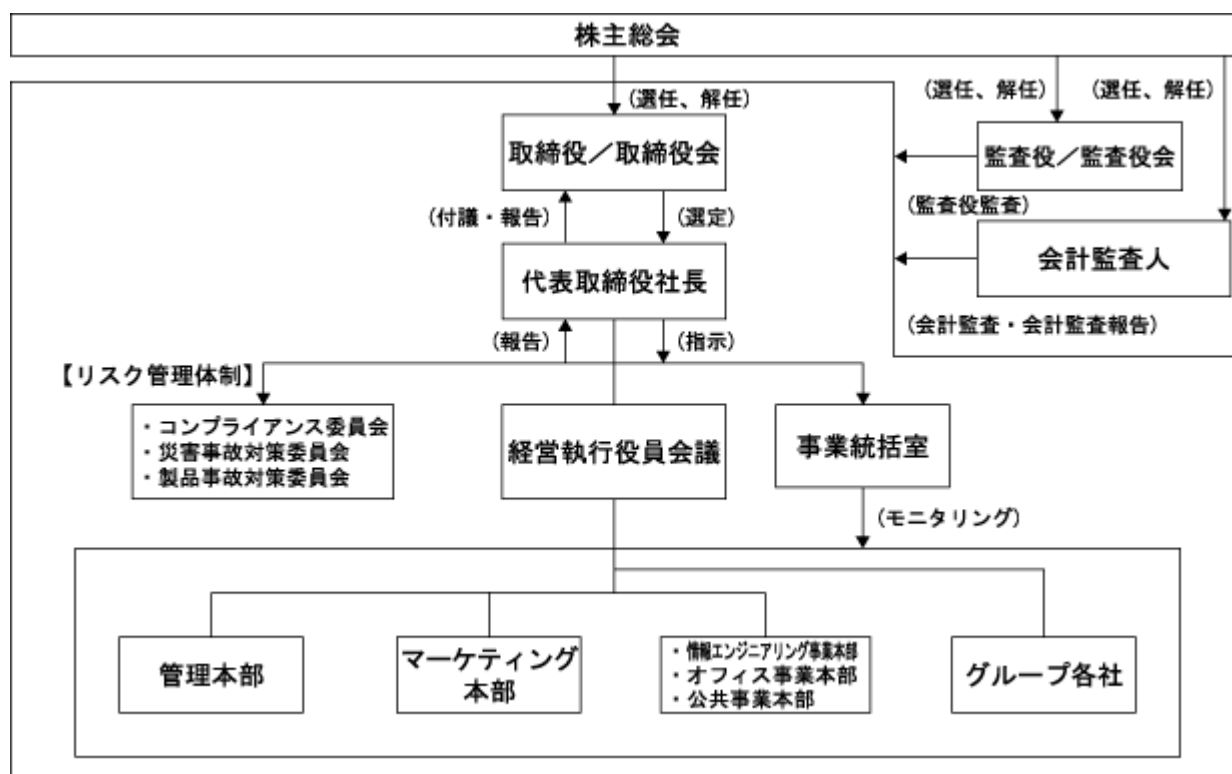 株主総会
(選任、解任)
(選任、解任)
(選任、解任)
取締役／取締役会
監査役／監査役会
(付議・報告)
(選定)
(監査役監査)
代表取締役社長
会計監査人
(報告)
(指示)
(会計監査・会計監査報告)
【リスク管理体制】
・コンプライアンス委員会
・災害事故対策委員会
・製品事故対策委員会
経営執行役員会議
事業統括室
(モニタリング)
管理本部
マーケティング
本部
・情報エンジニアリング事業本部
・オフィス事業本部
・公共事業本部
グループ各社